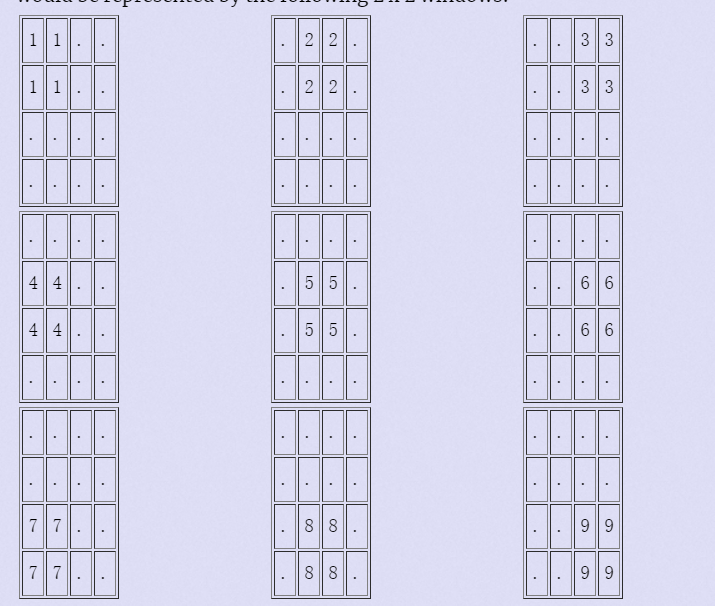 would be represented by the following 2 x 2 windows:
1 1 . . . 2 2 . . . 3 3
1 1 . . . 2 2 . . . 3 3
. . . . . . . . . . . .
. . . . . . . . . . . .
. . . . . . . . . . . .
4 4 . . . 5 5 . . . 6 6
4 4 . . . 5 5 . . . 6 6
. . . . . . . . . . . .
. . . . . . . . . . . .
. . . . . . . . . . . .
7 7 . . . 8 8 . . . 9 9
7 7 . . . 8 8 . . . 9 9